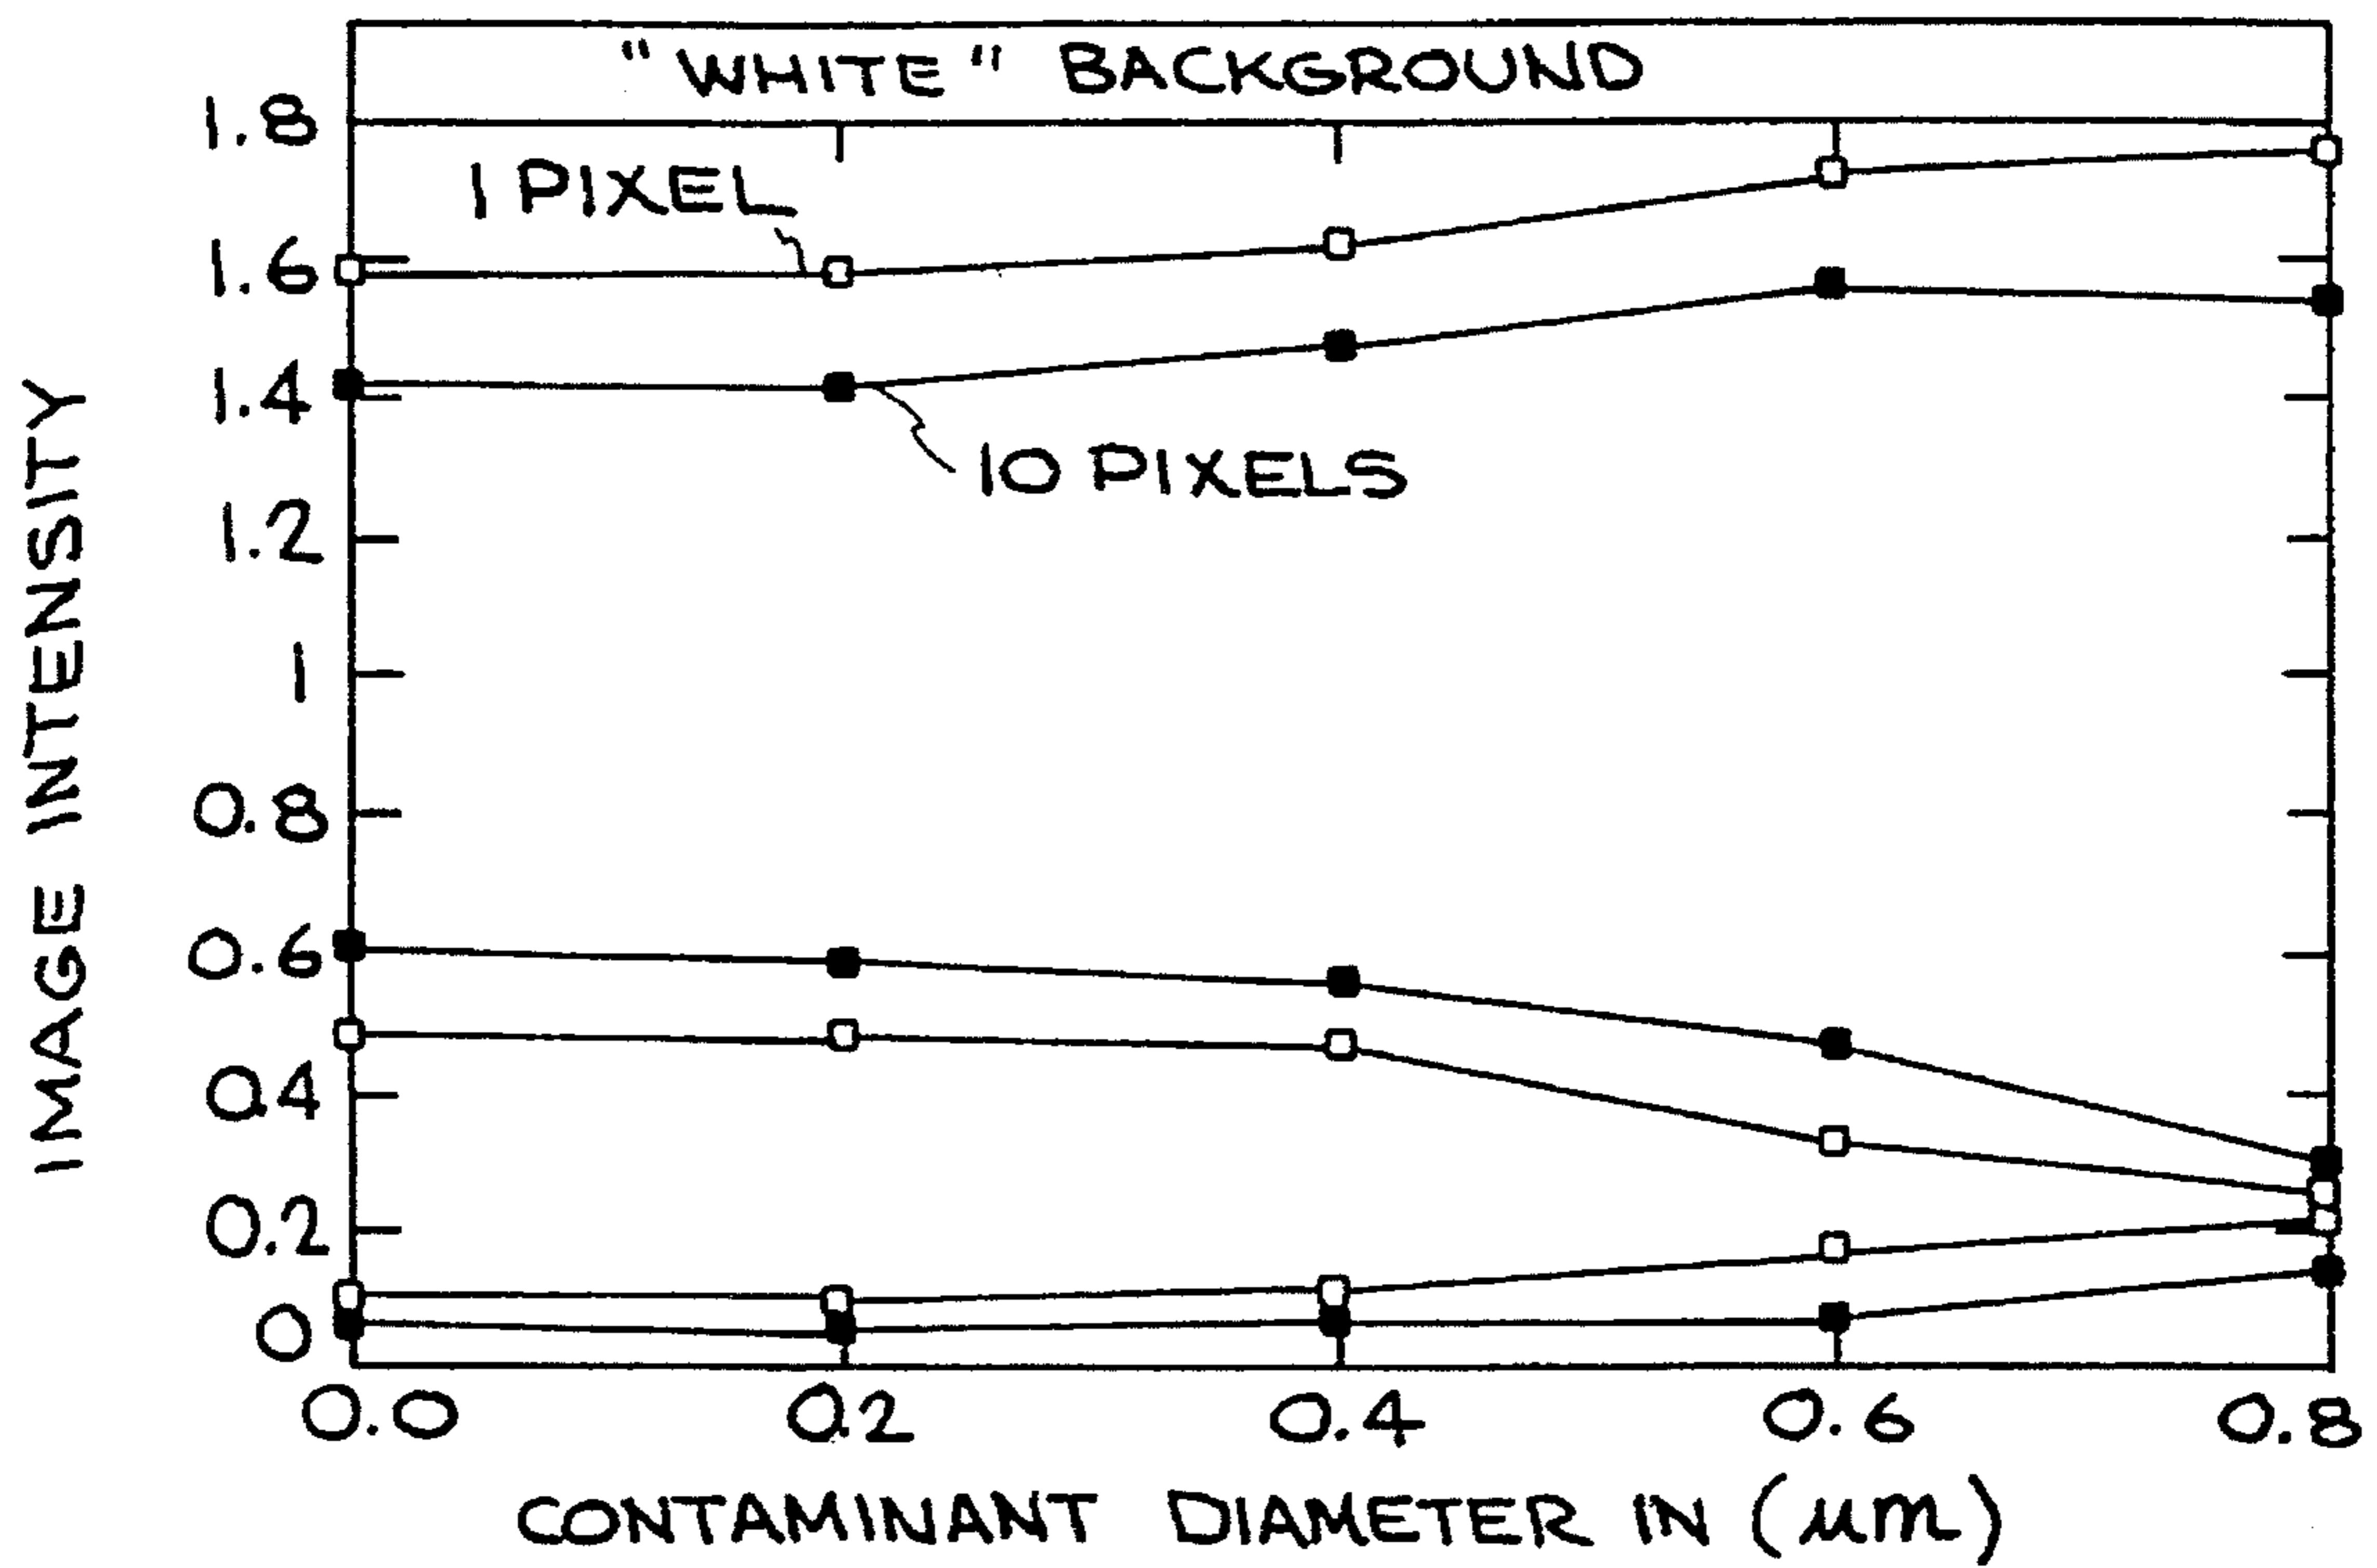 "WHITE" BACKGROUND
1.8
1 PIXEL
1.6
1.4
10 PIXELS
1.2
1
0.8
0.6
0.4
0.2
0
IMAGE INTENSITY
0.0 0.2 0.4 0.6 0.8
CONTAMINANT DIAMETER IN (µm)